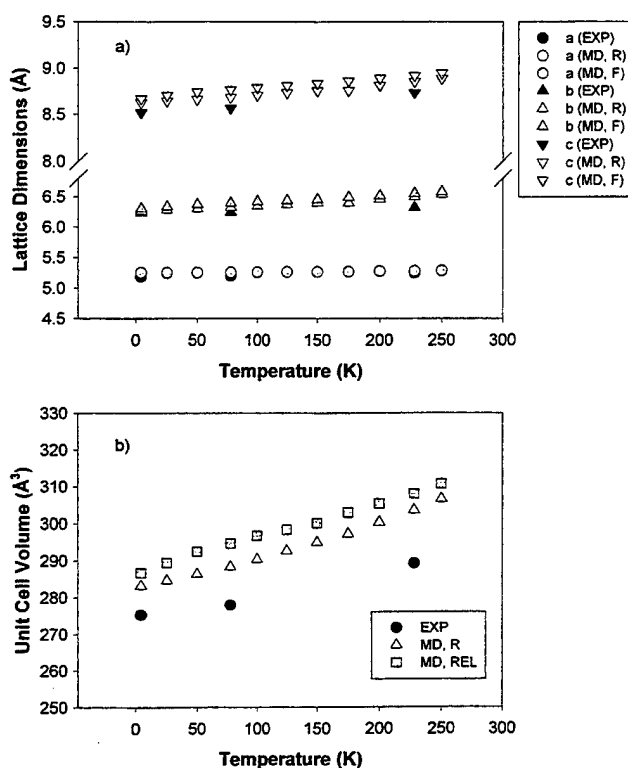 a)
9.5
9.0
8.5
8.0
6.5
6.0
5.5
5.0
4.5
Lattice Dimensions (Å)
0 50 100 150 200 250 300
Temperature (K)
a (EXP)
a (MD, R)
a (MD, F)
b (EXP)
b (MD, R)
b (MD, F)
c (EXP)
c (MD, R)
c (MD, F)
b)
330
320
310
300
290
280
270
260
250
Unit Cell Volume (Å³)
EXP
MD, R
MD, REL
0 50 100 150 200 250 300
Temperature (K)